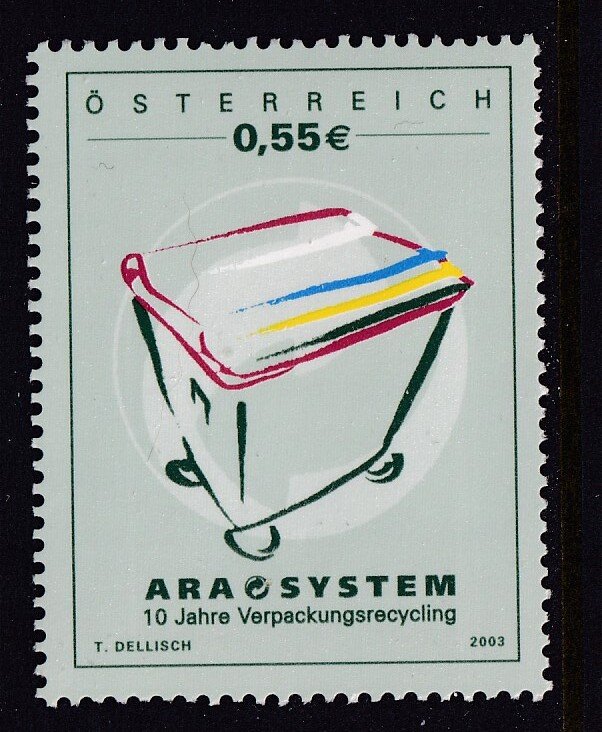 ÖSTERREICH
0,55€
ARA SYSTEM
10 Jahre Verpackungsrecycling
T. DELLISCH 2003